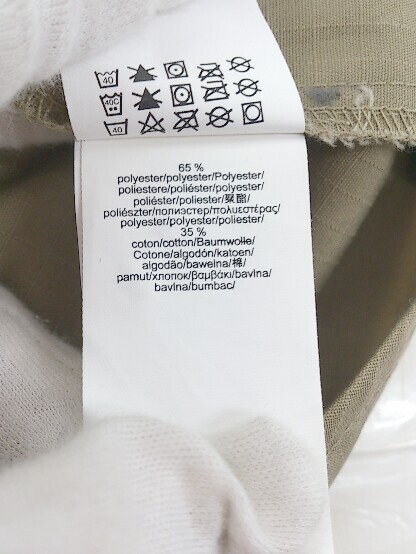 40
40C
40
65 %
polyester/polyester/Polyester/
poliestere/poliéster/polyester/
poliéster/poliester/聚酯/
poliészter/полиэстер/πολυεστέρας/
polyester/polyester/poliester
35 %
coton/cotton/Baumwolle/
Cotone/algodón/katoen/
algodão/bawełna/棉/
pamut/хлопок/βαμβάκι/bavlna/
bavlna/bumbac/